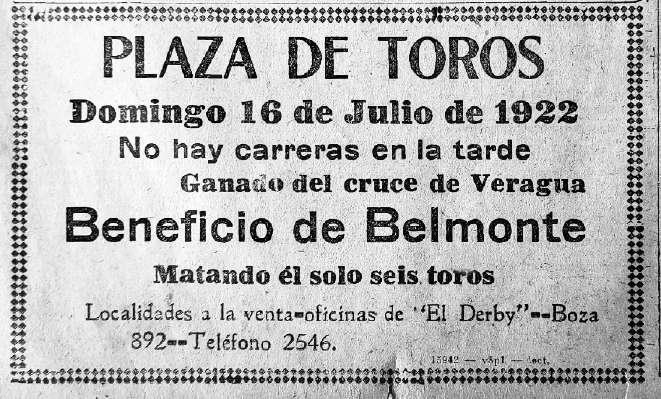 PLAZA DE TOROS
Domingo 16 de Julio de 1922
No hay carreras en la tarde
Ganado del cruce de Veragua
Beneficio de Belmonte
Matando él solo seis toros
Localidades a la venta-oficinas de "El Derby"--Boza
892--Teléfono 2546.
15942 — v3p1 —